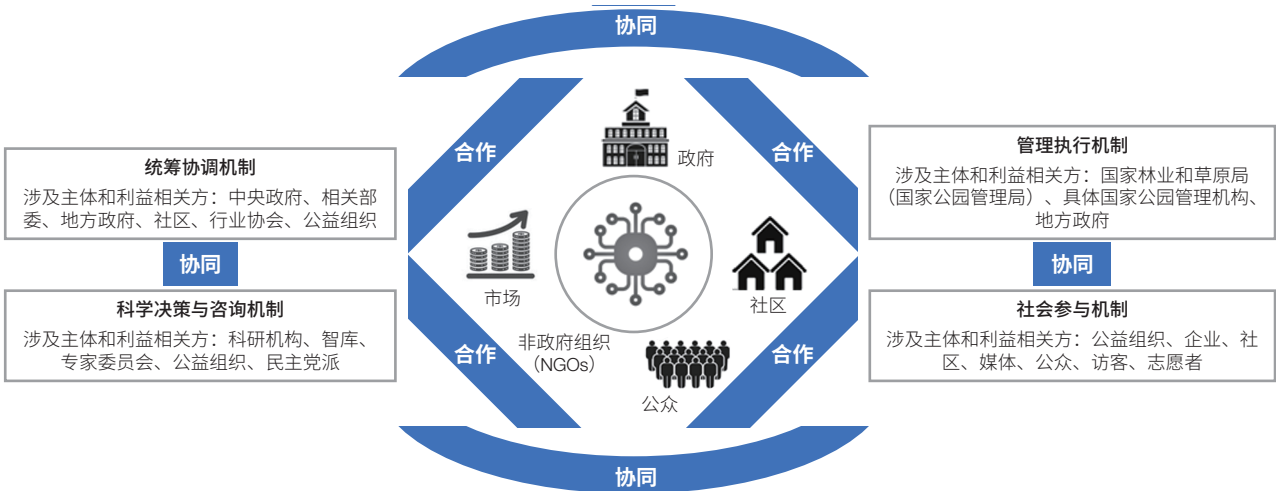 协同
合作
合作
政府
统筹协调机制
涉及主体和利益相关方：中央政府、相关部
委、地方政府、社区、行业协会、公益组织
管理执行机制
涉及主体和利益相关方：国家林业和草原局
（国家公园管理局）、具体国家公园管理机构、
地方政府
协同
协同
市场
社区
科学决策与咨询机制
涉及主体和利益相关方：科研机构、智库、
专家委员会、公益组织、民主党派
社会参与机制
涉及主体和利益相关方：公益组织、企业、社
区、媒体、公众、访客、志愿者
合作
非政府组织
（NGOs）
合作
公众
协同